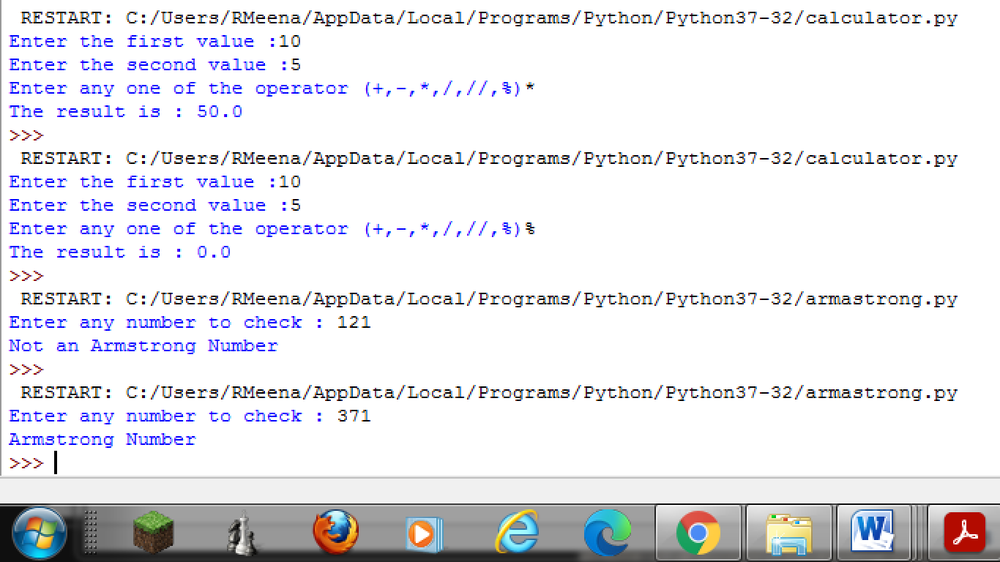 RESTART: C:/Users/RMeena/AppData/Local/Programs/Python/Python37-32/calculator.py
Enter the first value :10
Enter the second value :5
Enter any one of the operator (+,-,*,/,//,%)*
The result is : 50.0
>>>
RESTART: C:/Users/RMeena/AppData/Local/Programs/Python/Python37-32/calculator.py
Enter the first value :10
Enter the second value :5
Enter any one of the operator (+,-,*,/,//,%)%
The result is : 0.0
>>>
RESTART: C:/Users/RMeena/AppData/Local/Programs/Python/Python37-32/armastrong.py
Enter any number to check : 121
Not an Armstrong Number
>>>
RESTART: C:/Users/RMeena/AppData/Local/Programs/Python/Python37-32/armastrong.py
Enter any number to check : 371
Armstrong Number
>>>
W